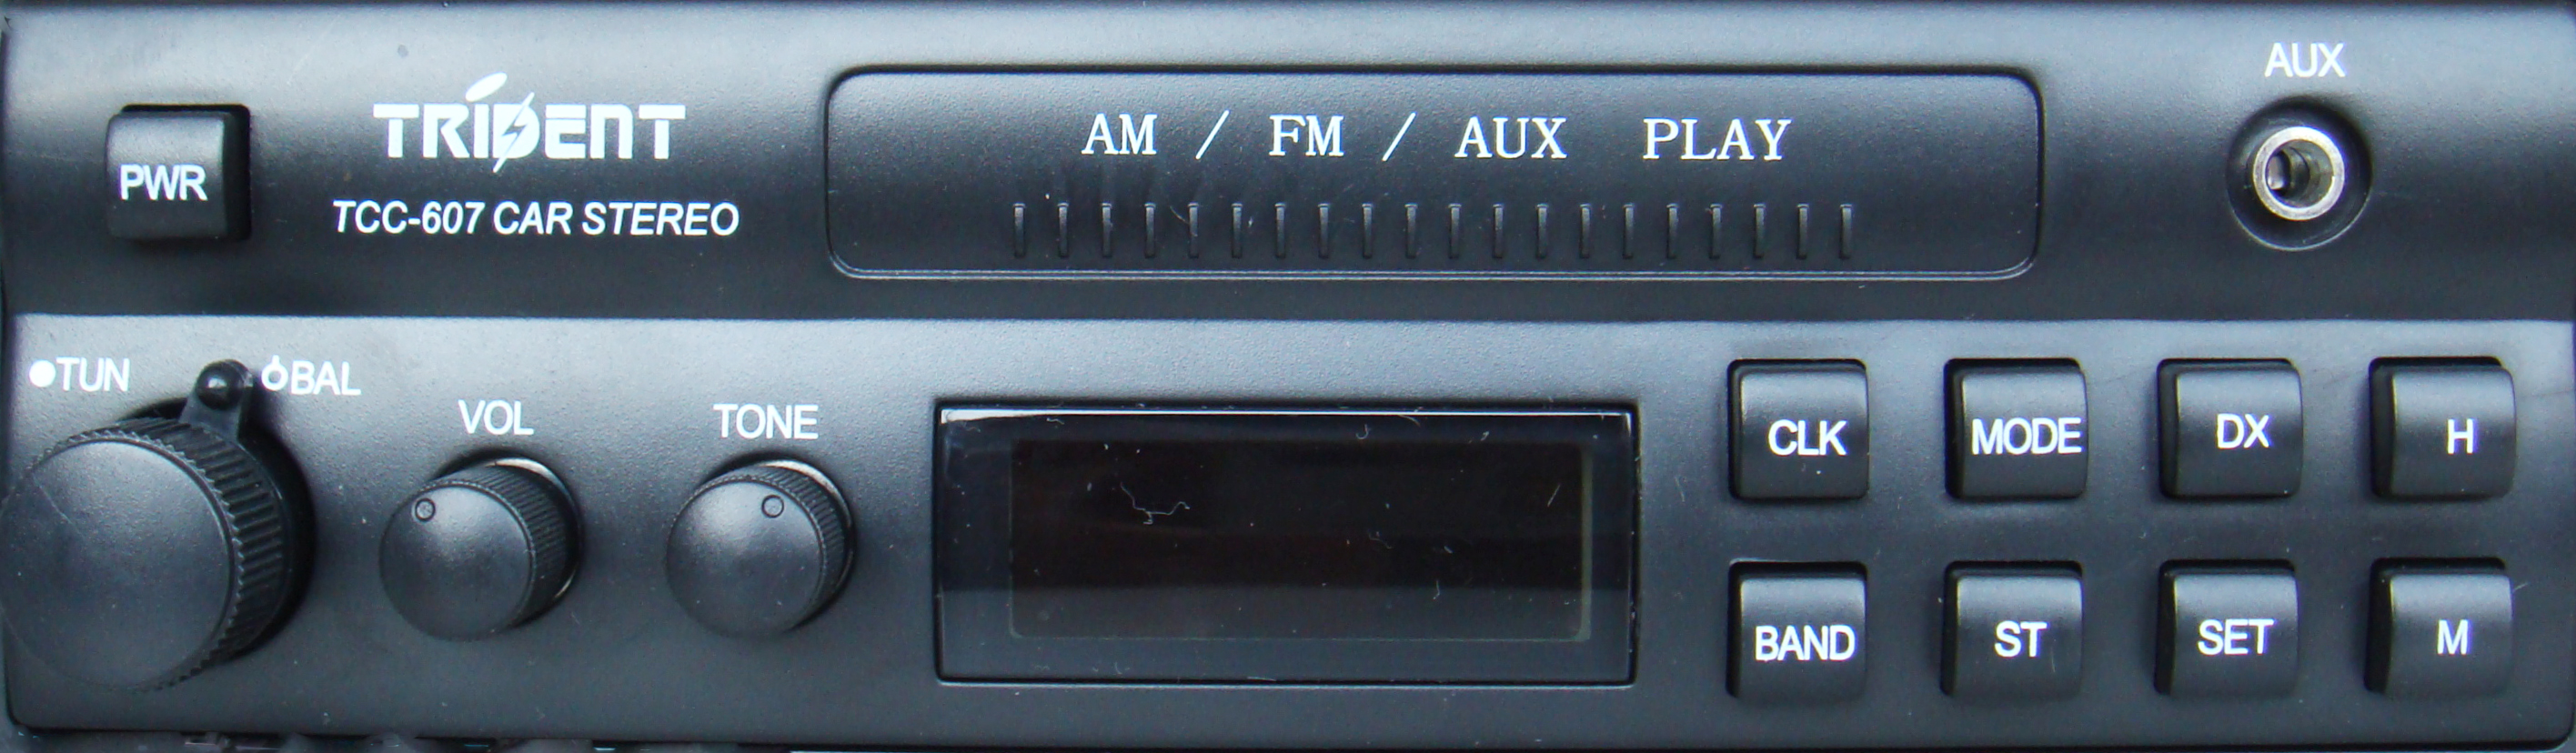 AUX
TRIDENT
AM / FM / AUX PLAY
PWR
TCC-607 CAR STEREO
TUN
BAL
VOL
TONE
CLK
MODE
DX
H
BAND
ST
SET
M